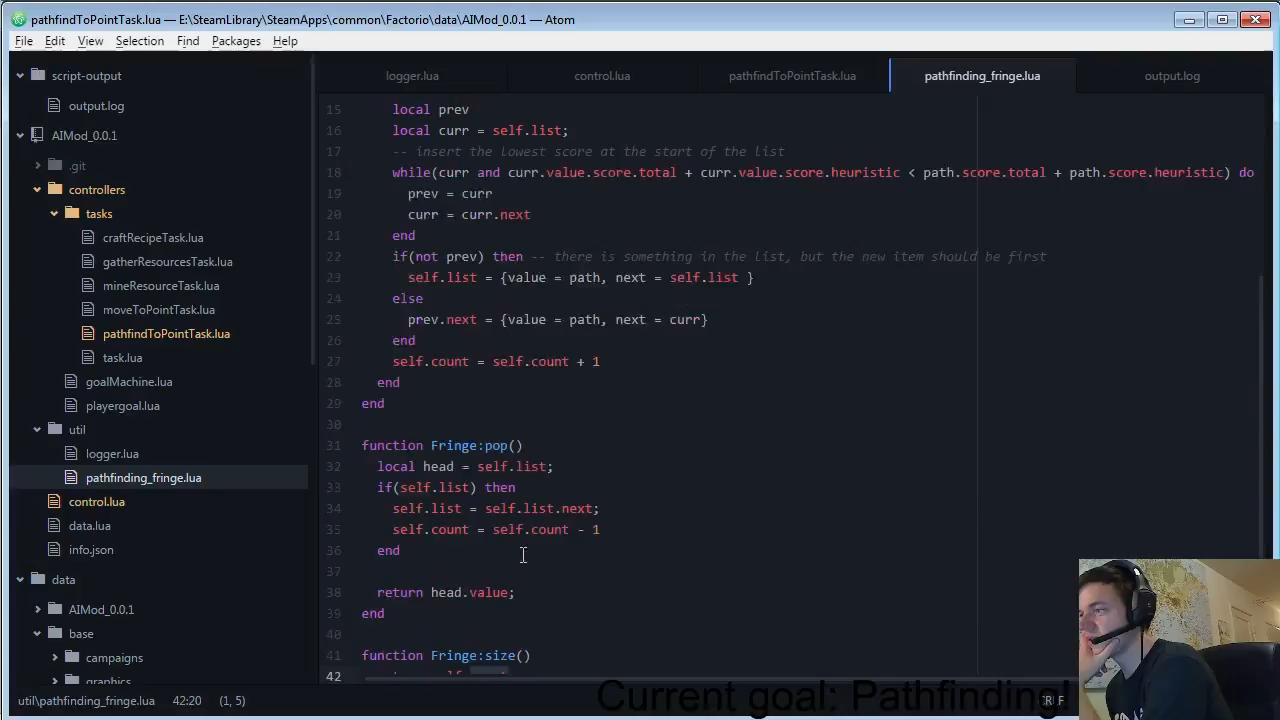 pathfindToPointTask.lua — E:\SteamLibrary\SteamApps\common\Factorio\data\AIMod_0.0.1 — Atom
File Edit View Selection Find Packages Help
script-output
output.log
AIMod_0.0.1
.git
controllers
tasks
craftRecipeTask.lua
gatherResourcesTask.lua
mineResourceTask.lua
moveToPointTask.lua
pathfindToPointTask.lua
task.lua
goalMachine.lua
playergoal.lua
util
logger.lua
pathfinding_fringe.lua
control.lua
data.lua
info.json
data
AIMod_0.0.1
base
campaigns
graphics
logger.lua control.lua pathfindToPointTask.lua pathfinding_fringe.lua output.log
15 local prev
16 local curr = self.list;
17 -- insert the lowest score at the start of the list
18 while(curr and curr.value.score.total + curr.value.score.heuristic < path.score.total + path.score.heuristic) do
19 prev = curr
20 curr = curr.next
21 end
22 if(not prev) then -- there is something in the list, but the new item should be first
23 self.list = {value = path, next = self.list }
24 else
25 prev.next = {value = path, next = curr}
26 end
27 self.count = self.count + 1
28 end
29 end
30
31 function Fringe:pop()
32 local head = self.list;
33 if(self.list) then
34 self.list = self.list.next;
35 self.count = self.count - 1
36 end
37
38 return head.value;
39 end
40
41 function Fringe:size()
42
util\pathfinding_fringe.lua 42:20 (1, 5) CRLF
Current goal: Pathfinding!